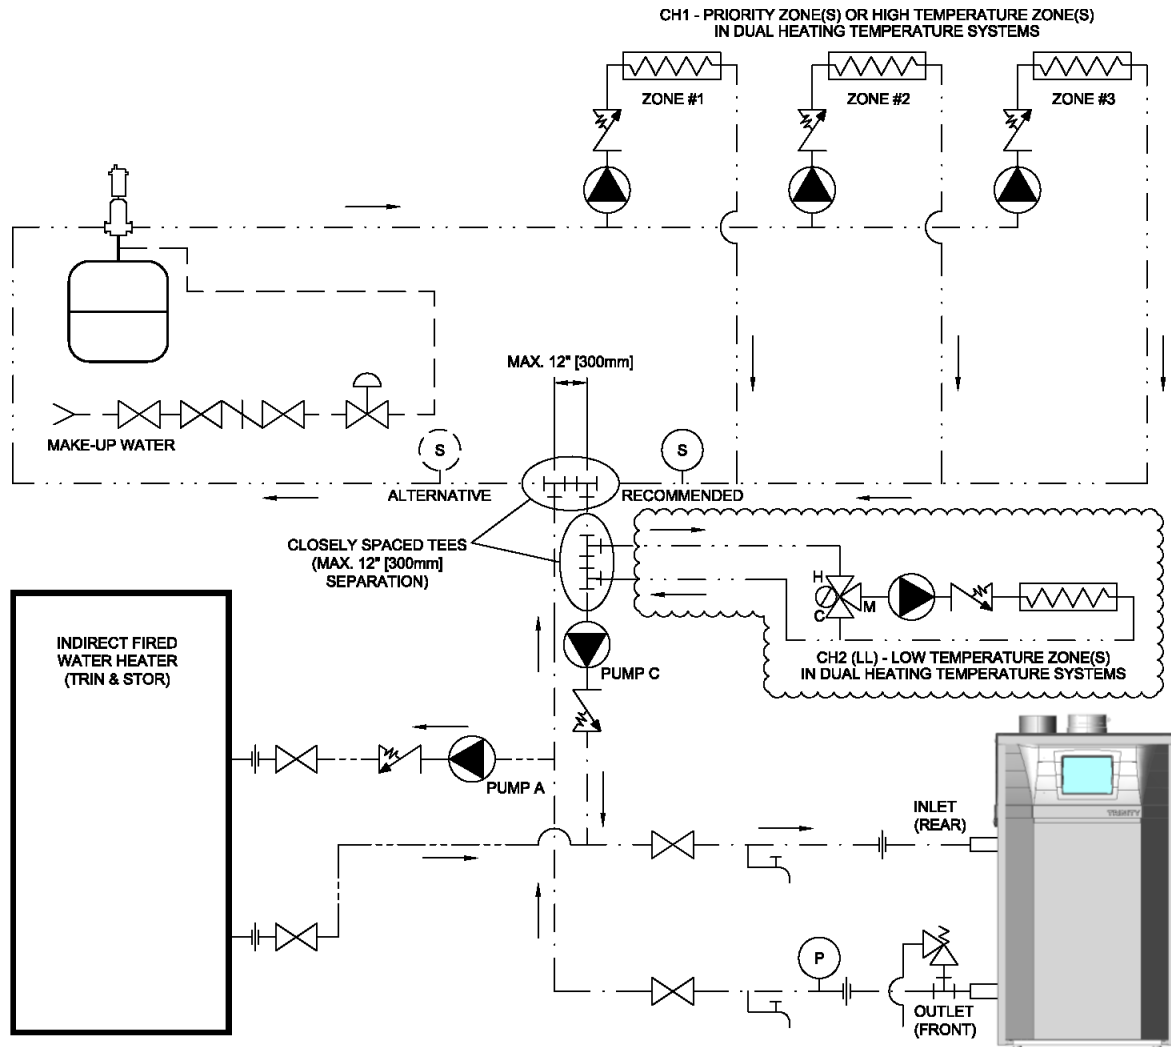 CH1 - PRIORITY ZONE(S) OR HIGH TEMPERATURE ZONE(S)
IN DUAL HEATING TEMPERATURE SYSTEMS
ZONE #1
ZONE #2
ZONE #3
MAX. 12" [300mm]
MAKE-UP WATER
S
S
ALTERNATIVE
RECOMMENDED
CLOSELY SPACED TEES
(MAX. 12" [300mm]
SEPARATION)
H
M
C
CH2 (LL) - LOW TEMPERATURE ZONE(S)
IN DUAL HEATING TEMPERATURE SYSTEMS
INDIRECT FIRED
WATER HEATER
(TRIN & STOR)
PUMP C
PUMP A
INLET
(REAR)
TRINITY
P
OUTLET
(FRONT)